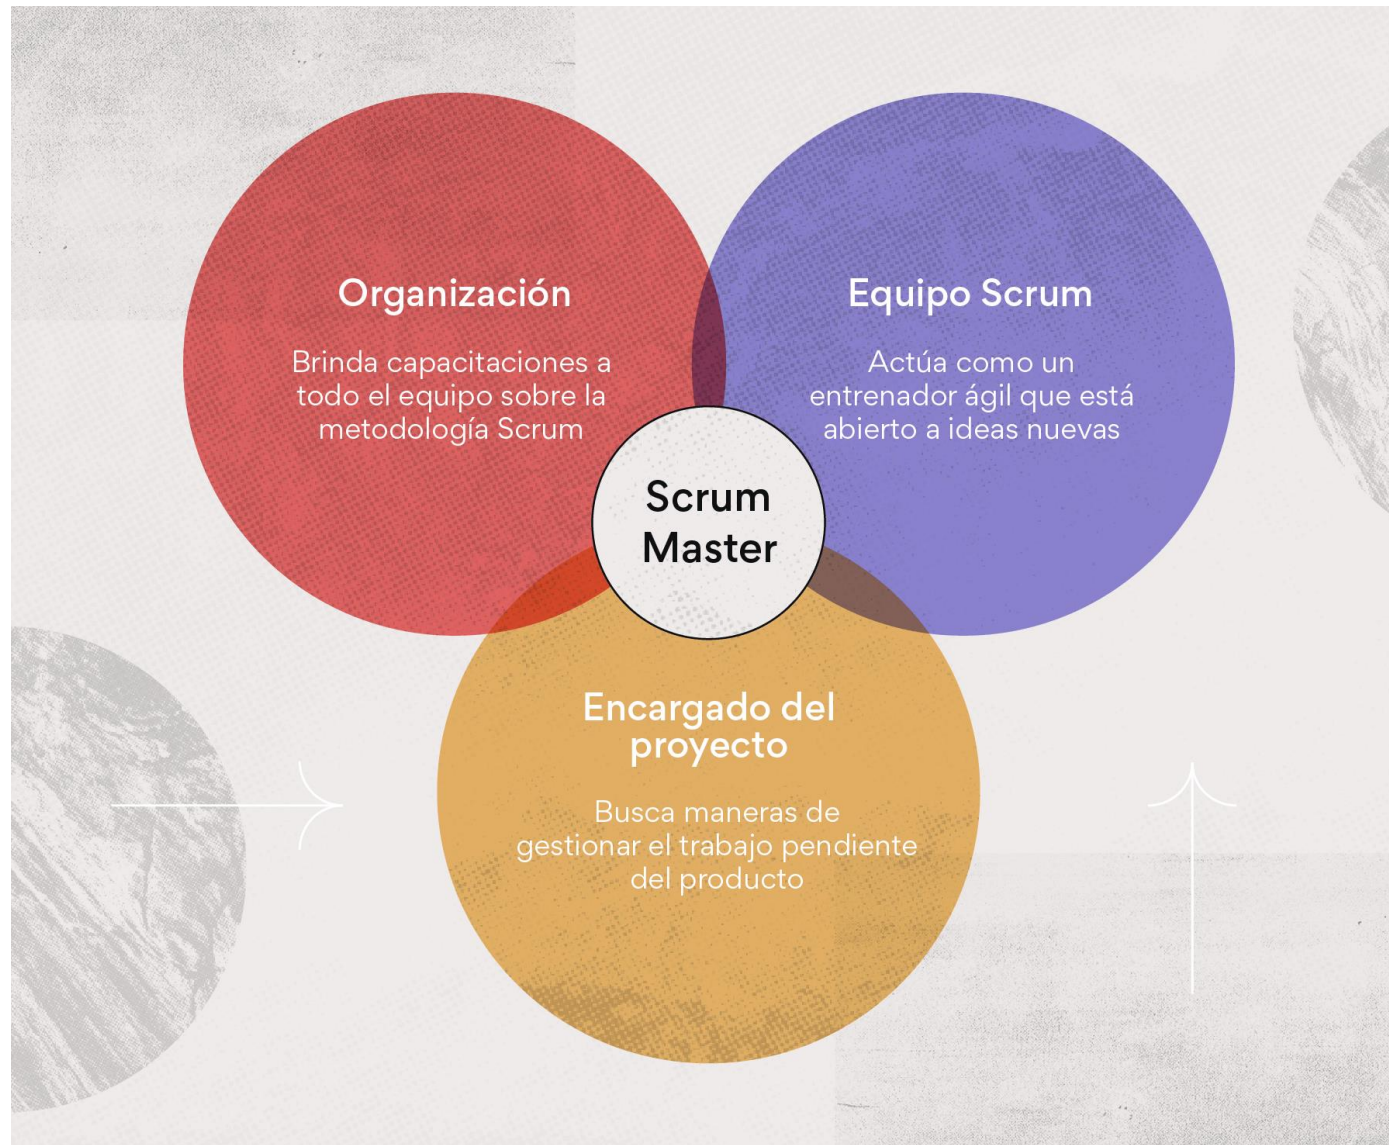 Organización
Brinda capacitaciones a
todo el equipo sobre la
metodología Scrum
Equipo Scrum
Actúa como un
entrenador ágil que está
abierto a ideas nuevas
Scrum
Master
Encargado del
proyecto
Busca maneras de
gestionar el trabajo pendiente
del producto